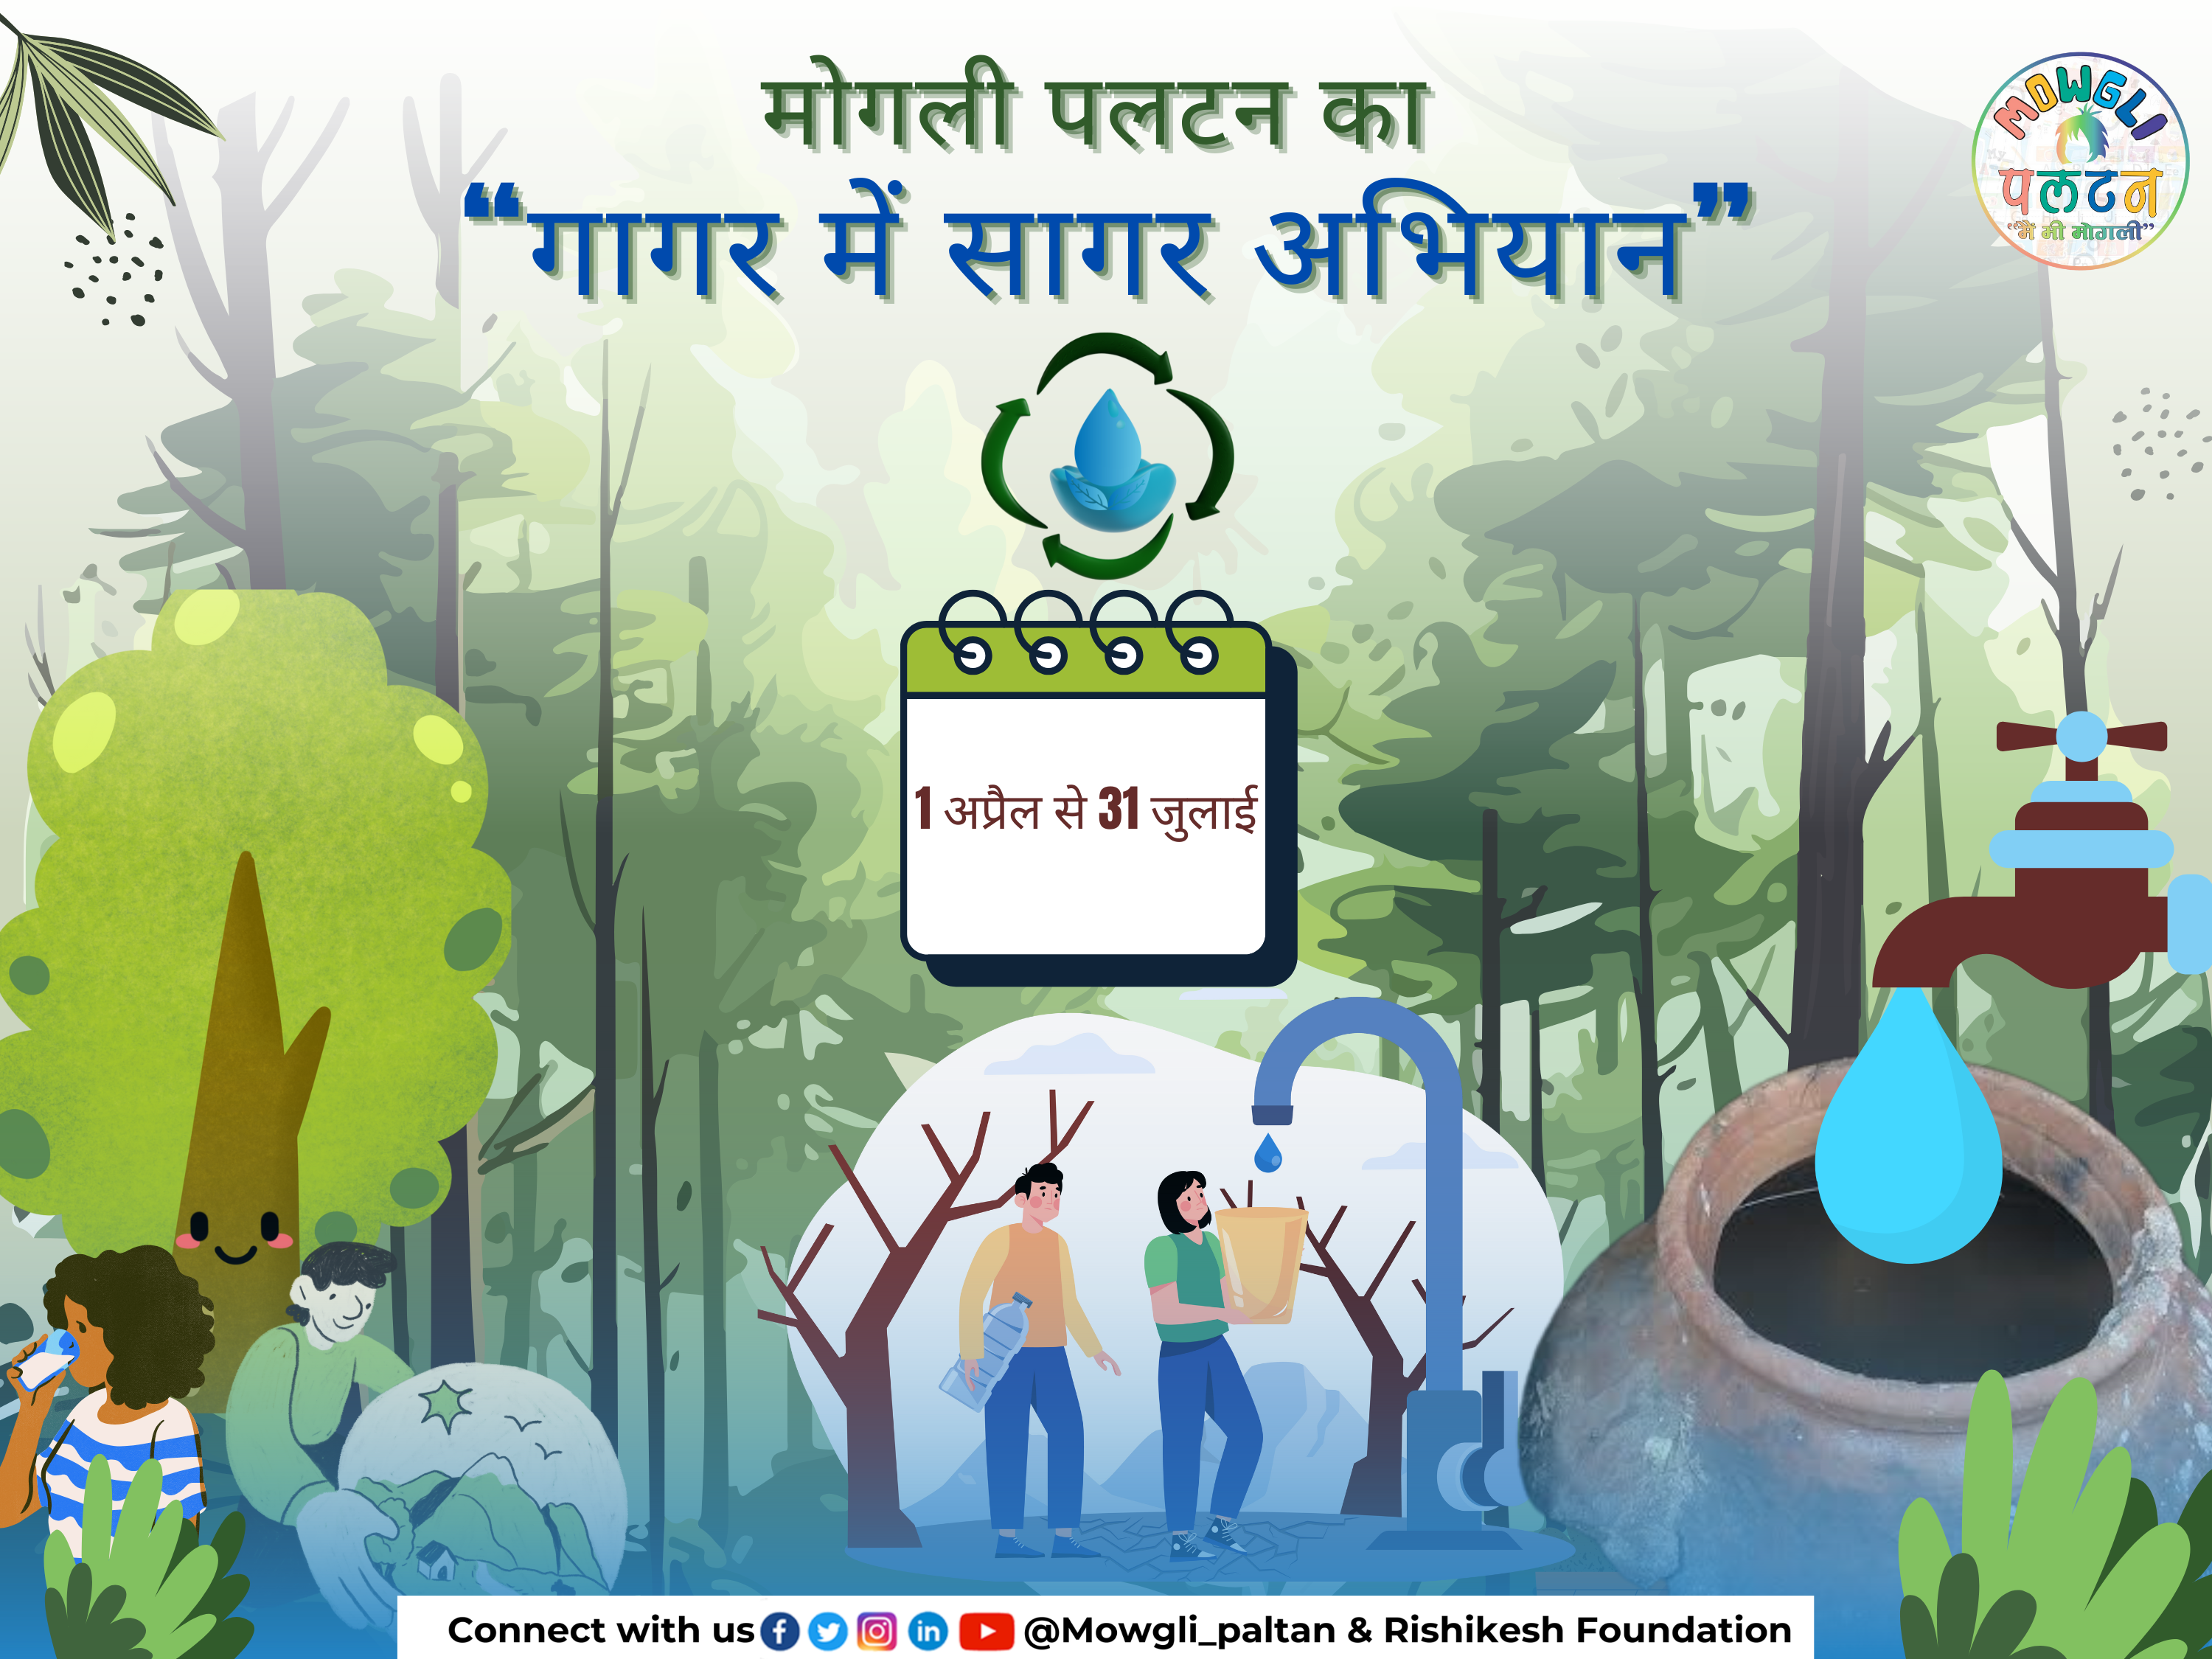 मोगली पलटन का
“गागर में सागर अभियान”
MOWGLI
पलटन
“मैं भी मोगली”
1 अप्रैल से 31 जुलाई
Connect with us @Mowgli_paltan & Rishikesh Foundation